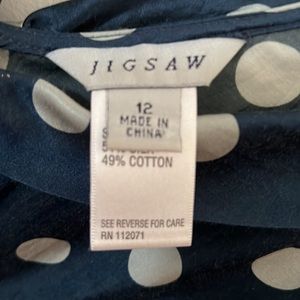 JIGSAW
12
MADE IN
CHINA
49% COTTON
SEE REVERSE FOR CARE
RN 112071